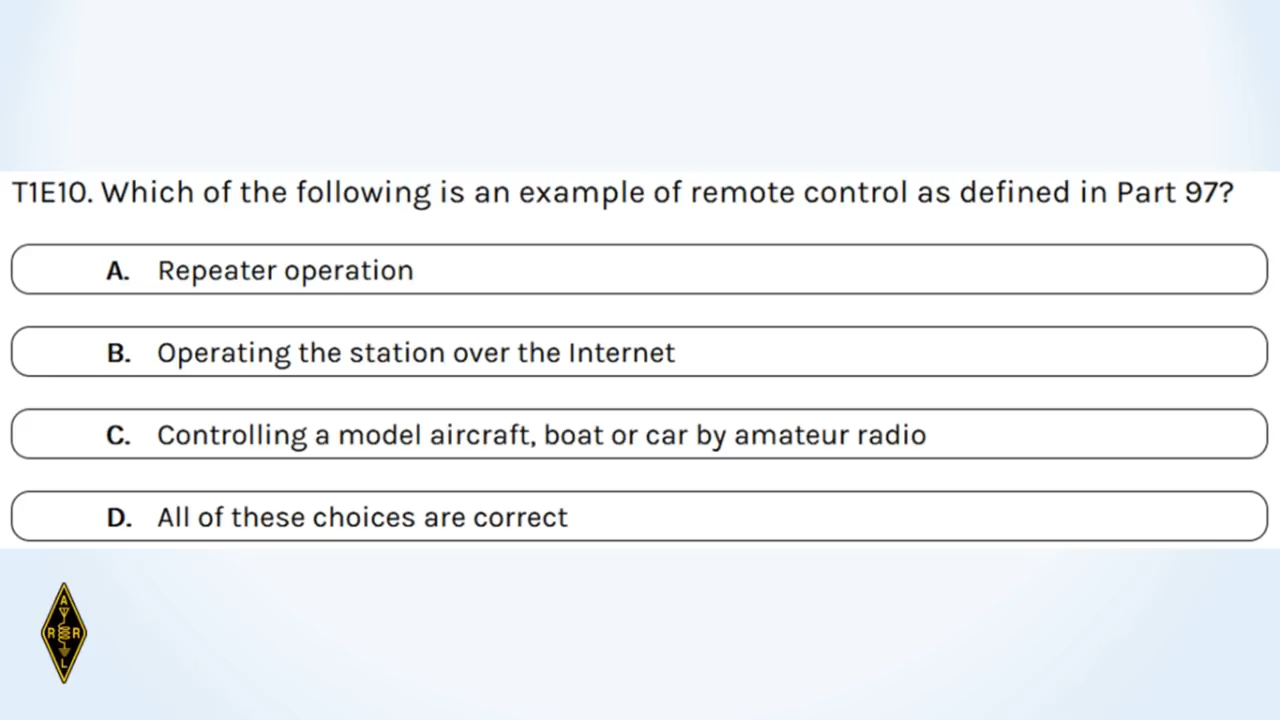 T1E10. Which of the following is an example of remote control as defined in Part 97?
A. Repeater operation
B. Operating the station over the Internet
C. Controlling a model aircraft, boat or car by amateur radio
D. All of these choices are correct
A
R R
L